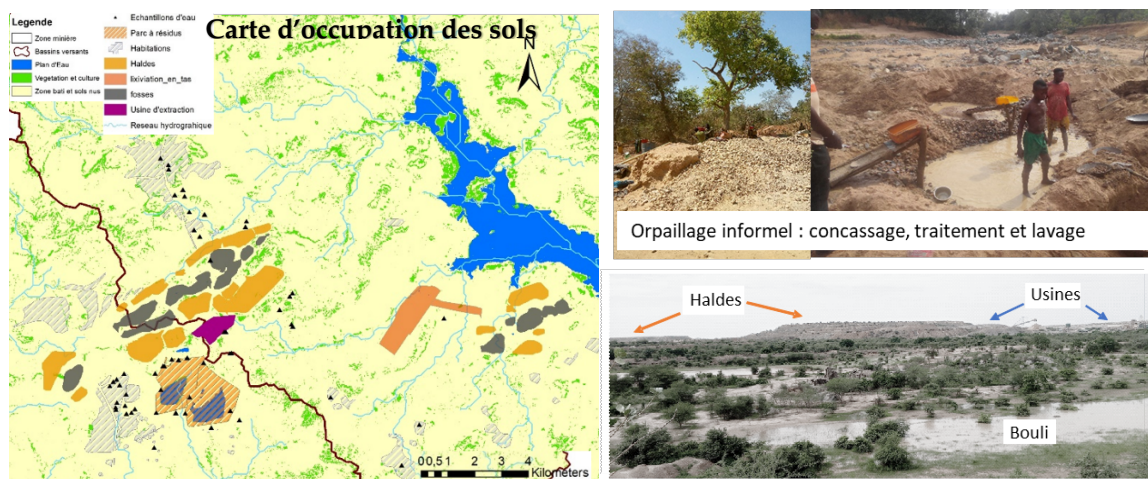 Carte d'occupation des sols
Legende
Zone minière
Bassins versants
Plan d'Eau
Vegetation et culture
Zone bati et sols nus
Echantillons d'eau
Parc à résidus
Habitations
Haldes
lixiviation_en_tas
fosses
Usine d'extraction
Reseau hydrograhique
N
0 0,5 1 2 3 4
Kilometers
Orpaillage informel : concassage, traitement et lavage
Haldes
Usines
Bouli